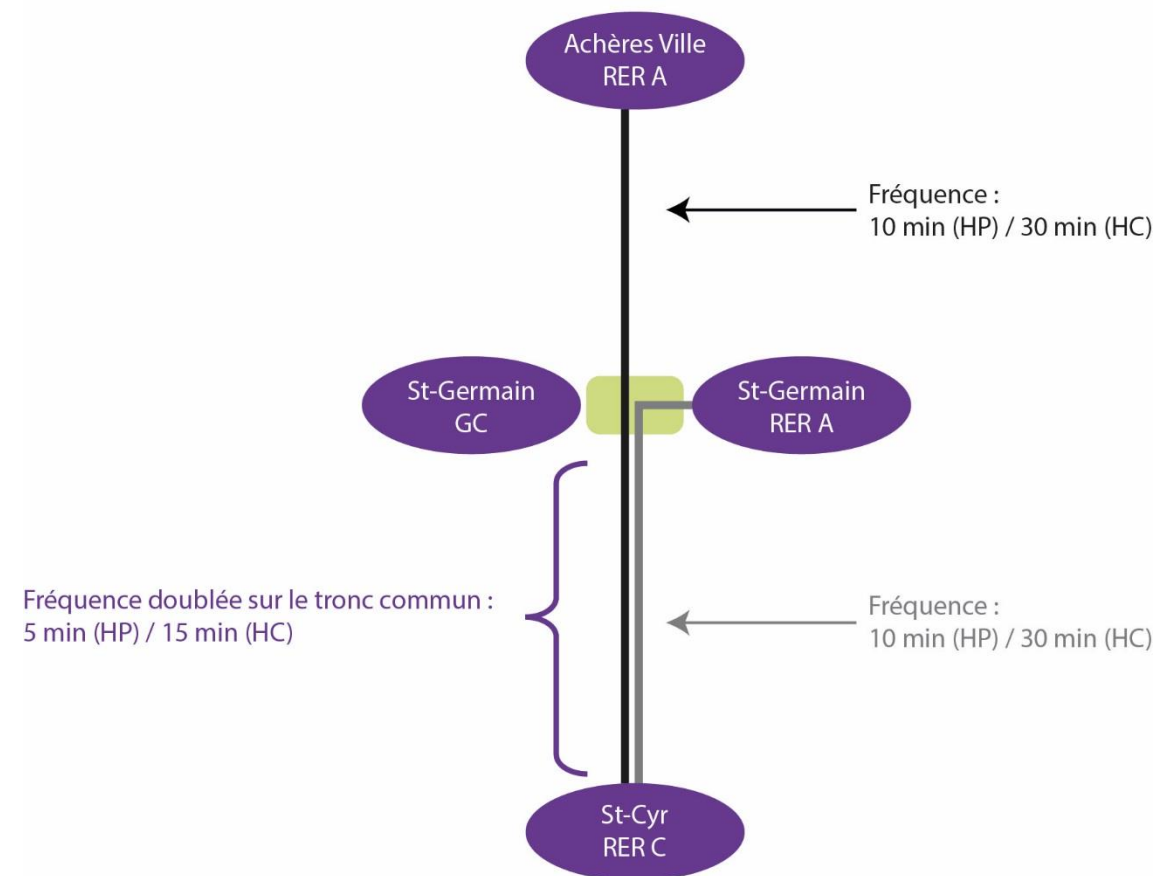 Achères Ville
RER A
Fréquence :
10 min (HP) / 30 min (HC)
St-Germain
GC
St-Germain
RER A
Fréquence doublée sur le tronc commun :
5 min (HP) / 15 min (HC)
Fréquence :
10 min (HP) / 30 min (HC)
St-Cyr
RER C